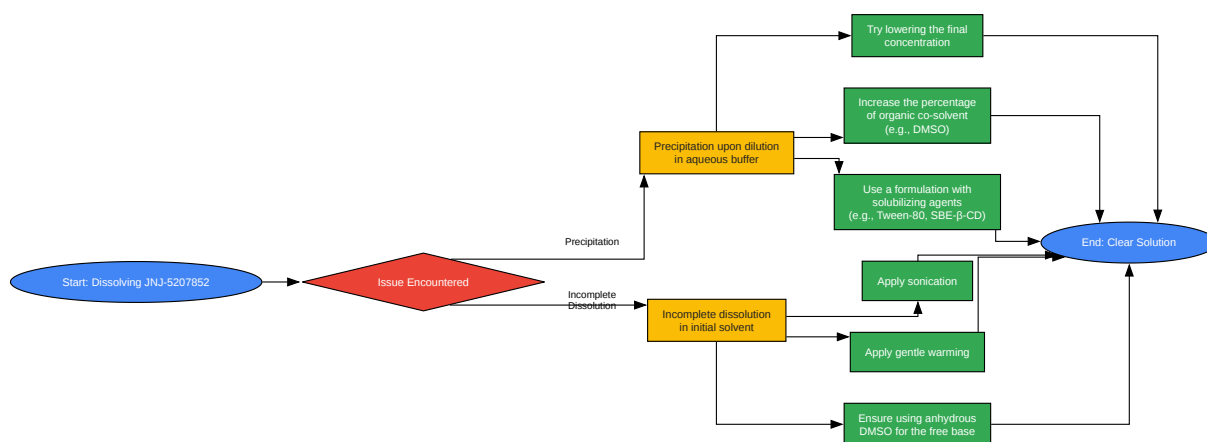 Start: Dissolving JNJ-5207852
Issue Encountered
Precipitation
Incomplete
Dissolution
Precipitation upon dilution
in aqueous buffer
Incomplete dissolution
in initial solvent
Try lowering the final
concentration
Increase the percentage
of organic co-solvent
(e.g., DMSO)
Use a formulation with
solubilizing agents
(e.g., Tween-80, SBE-β-CD)
Apply sonication
Apply gentle warming
Ensure using anhydrous
DMSO for the free base
End: Clear Solution